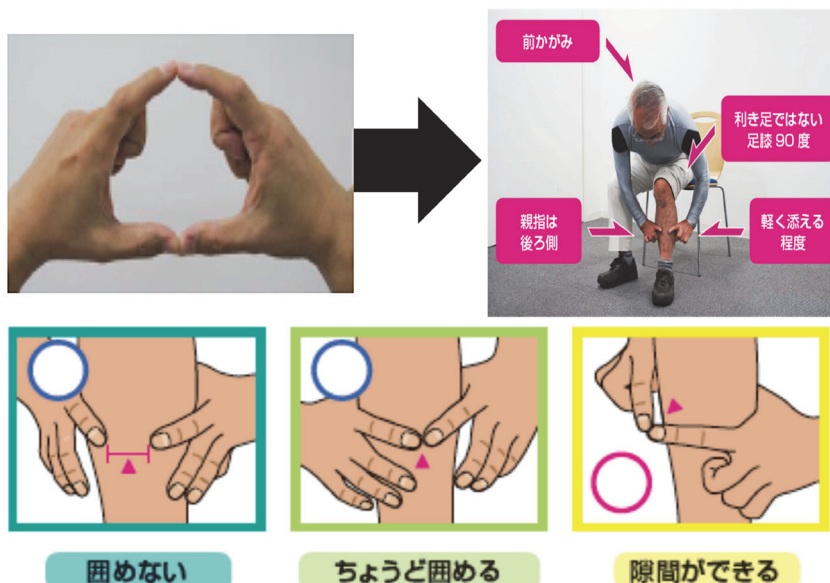 前かがみ
利き足ではない
足膝90度
親指は
後ろ側
軽く添える
程度
囲めない
ちょうど囲める
隙間ができる